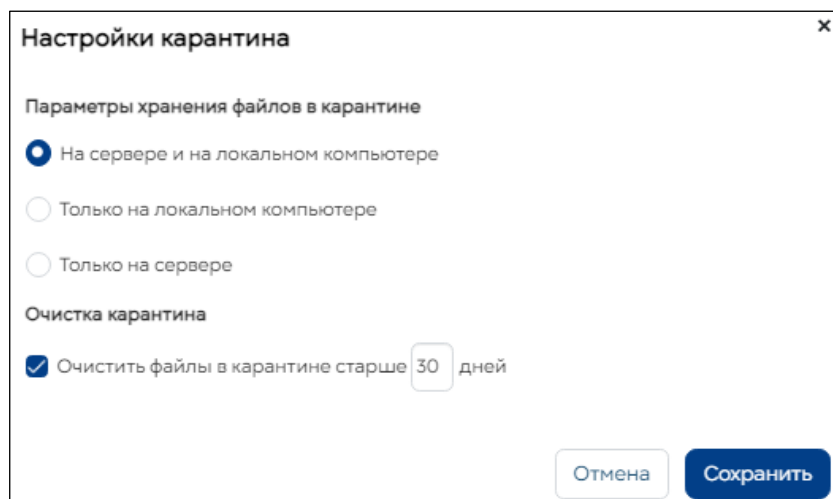 Настройки карантина
Параметры хранения файлов в карантине
На сервере и на локальном компьютере
Только на локальном компьютере
Только на сервере
Очистка карантина
Очистить файлы в карантине старше 30 дней
Отмена Сохранить